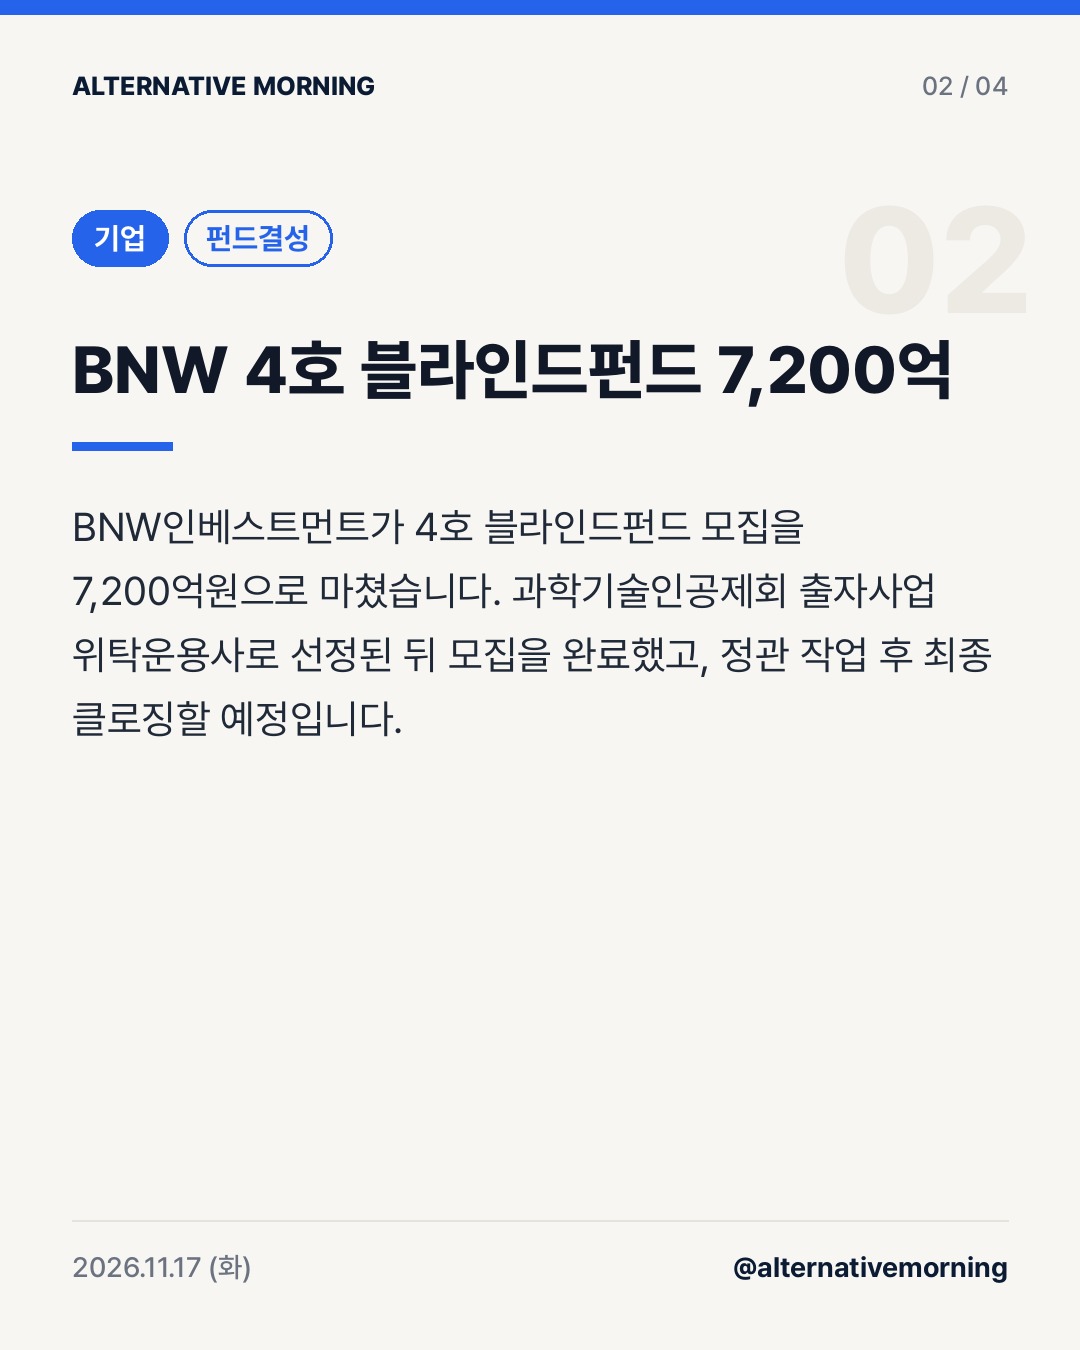 ALTERNATIVE MORNING
02 / 04
기업
펀드결성
02
BNW 4호 블라인드펀드 7,200억
BNW인베스트먼트가 4호 블라인드펀드 모집을
7,200억원으로 마쳤습니다. 과학기술인공제회 출자사업
위탁운용사로 선정된 뒤 모집을 완료했고, 정관 작업 후 최종
클로징할 예정입니다.
2026.11.17 (화)
@alternativemorning